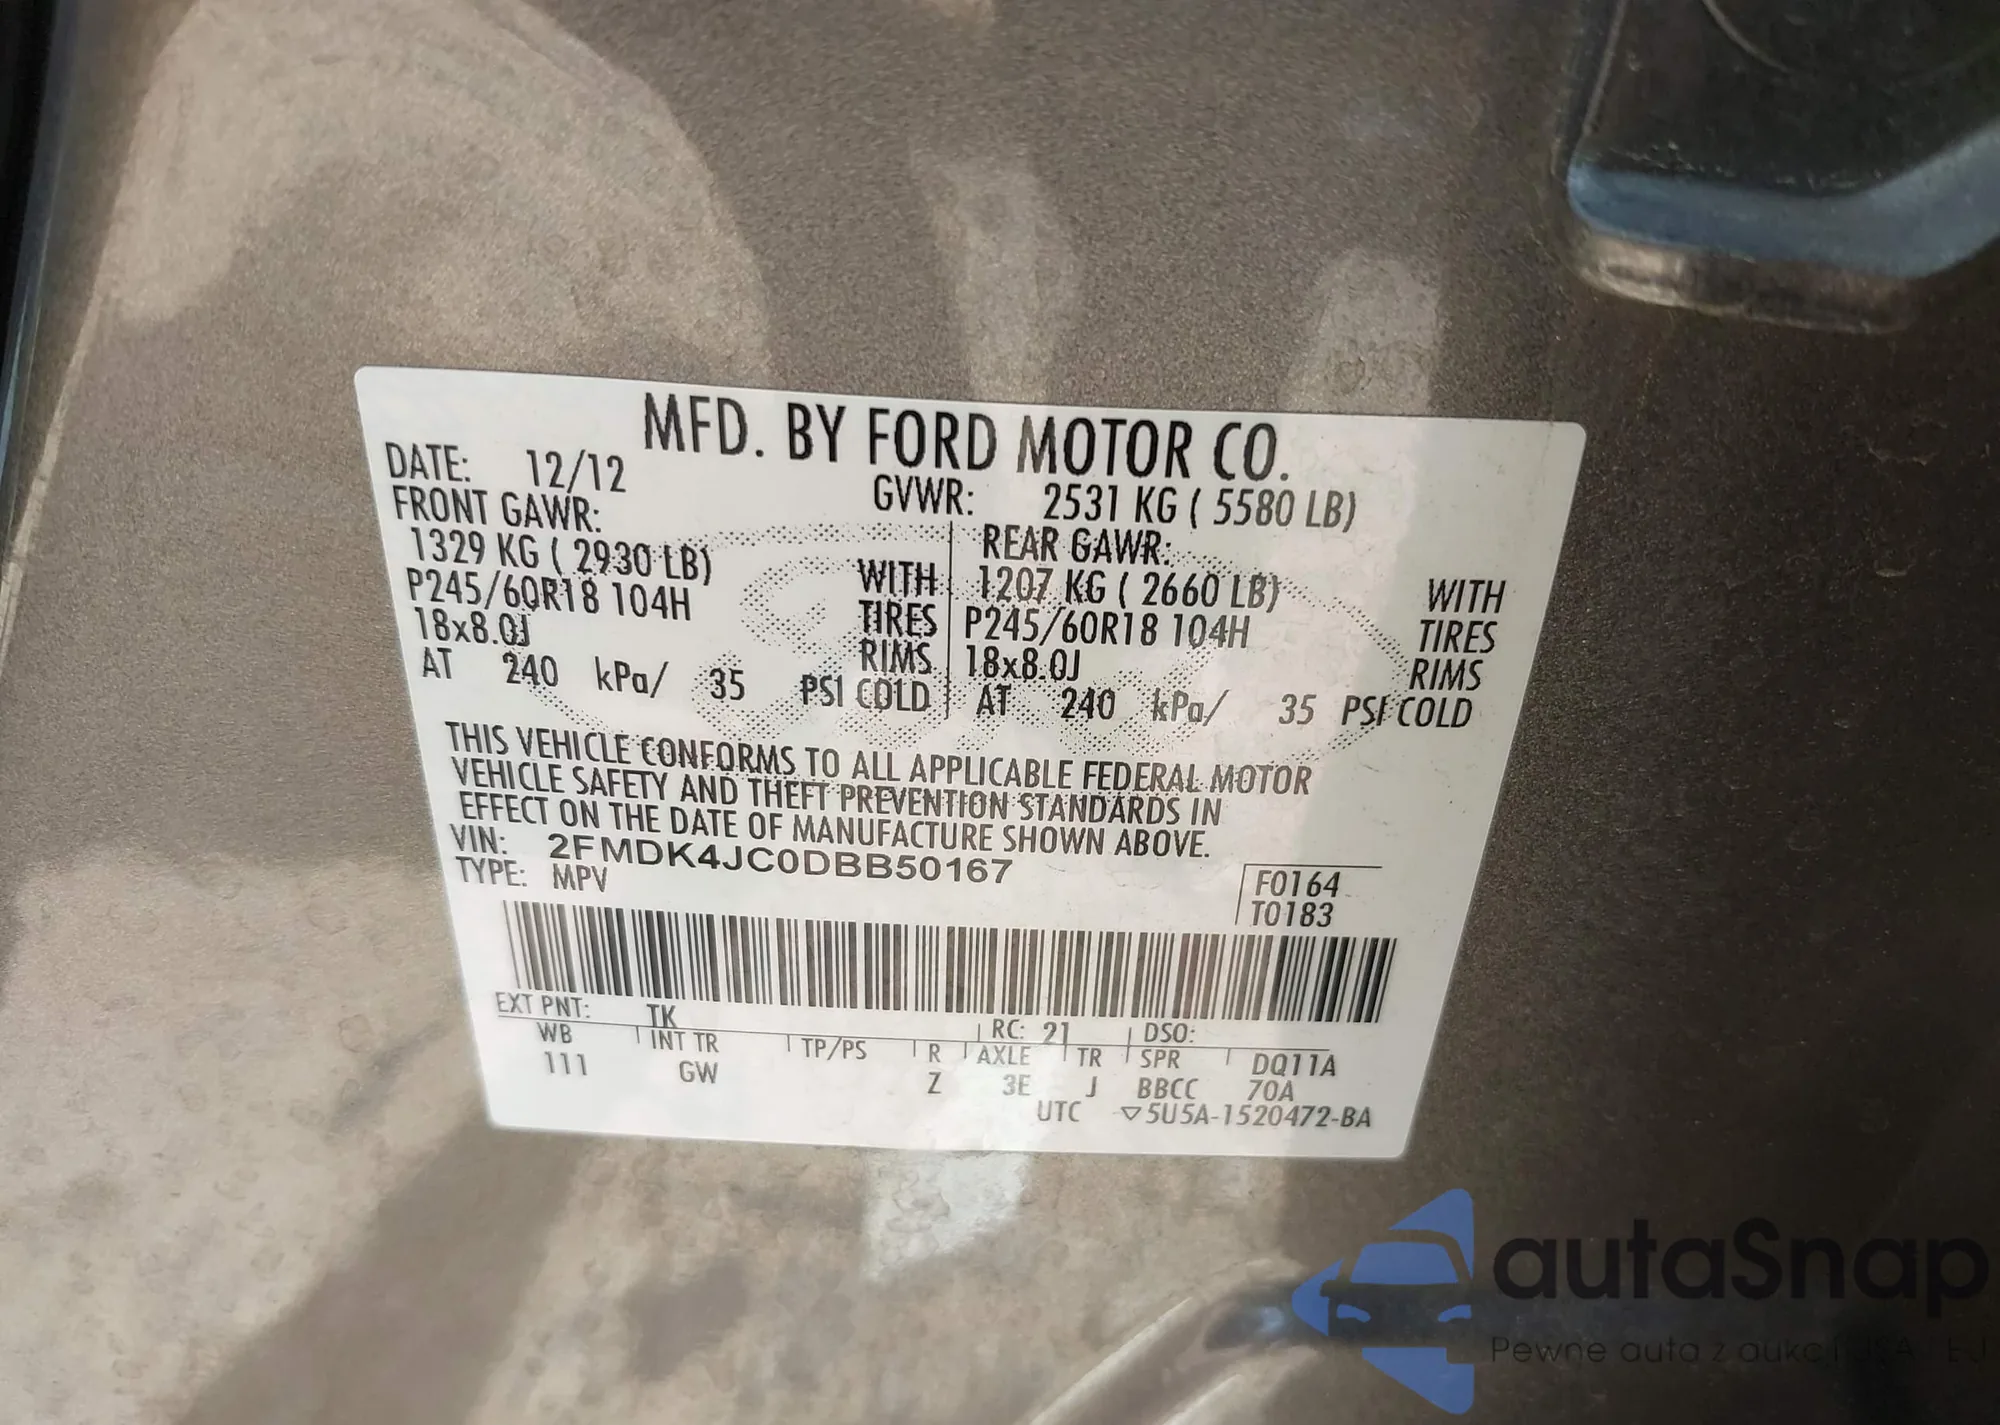 MFD. BY FORD MOTOR CO.
DATE: 12/12 GVWR: 2531 KG ( 5580 LB)
FRONT GAWR: REAR GAWR:
1329 KG ( 2930 LB) WITH 1207 KG ( 2660 LB) WITH
P245/60R18 104H TIRES P245/60R18 104H TIRES
18x8.0J RIMS 18x8.0J RIMS
AT 240 kPa/ 35 PSI COLD AT 240 kPa/ 35 PSI COLD
THIS VEHICLE CONFORMS TO ALL APPLICABLE FEDERAL MOTOR
VEHICLE SAFETY AND THEFT PREVENTION STANDARDS IN
EFFECT ON THE DATE OF MANUFACTURE SHOWN ABOVE.
VIN: 2FMDK4JC0DBB50167
TYPE: MPV
F0164
T0183
EXT PNT: TK RC: 21 DSO:
WB INT TR TP/PS R AXLE TR SPR DQ11A
111 GW Z 3E J BBCC 70A
UTC ▽5U5A-1520472-BA
autaSnap
Pewne auta z aukcji USA i EU